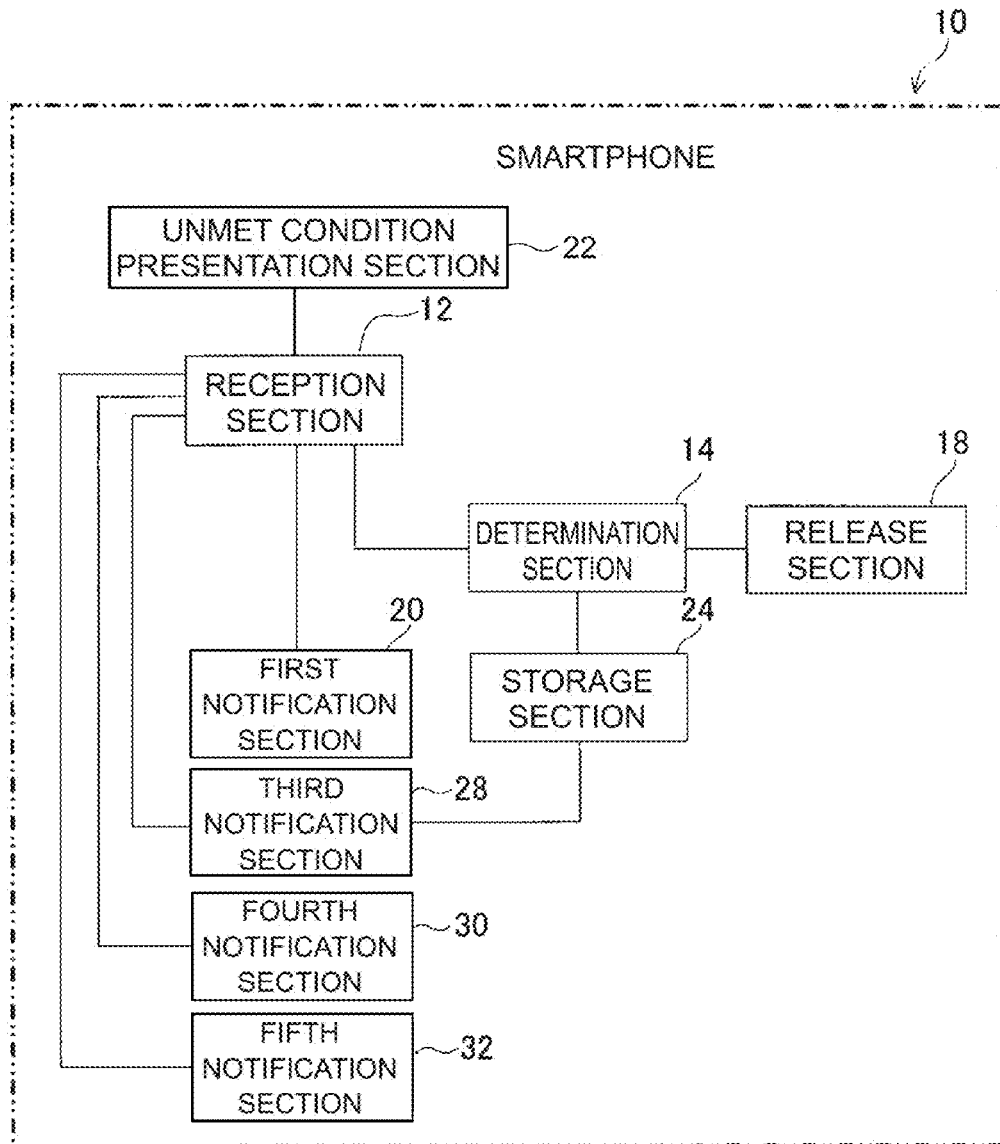 10
SMARTPHONE
UNMET CONDITION
PRESENTATION SECTION
22
12
RECEPTION
SECTION
14
18
DETERMINATION
SECTION
RELEASE
SECTION
20
24
FIRST
NOTIFICATION
SECTION
STORAGE
SECTION
THIRD
NOTIFICATION
SECTION
28
FOURTH
NOTIFICATION
SECTION
30
FIFTH
NOTIFICATION
SECTION
32